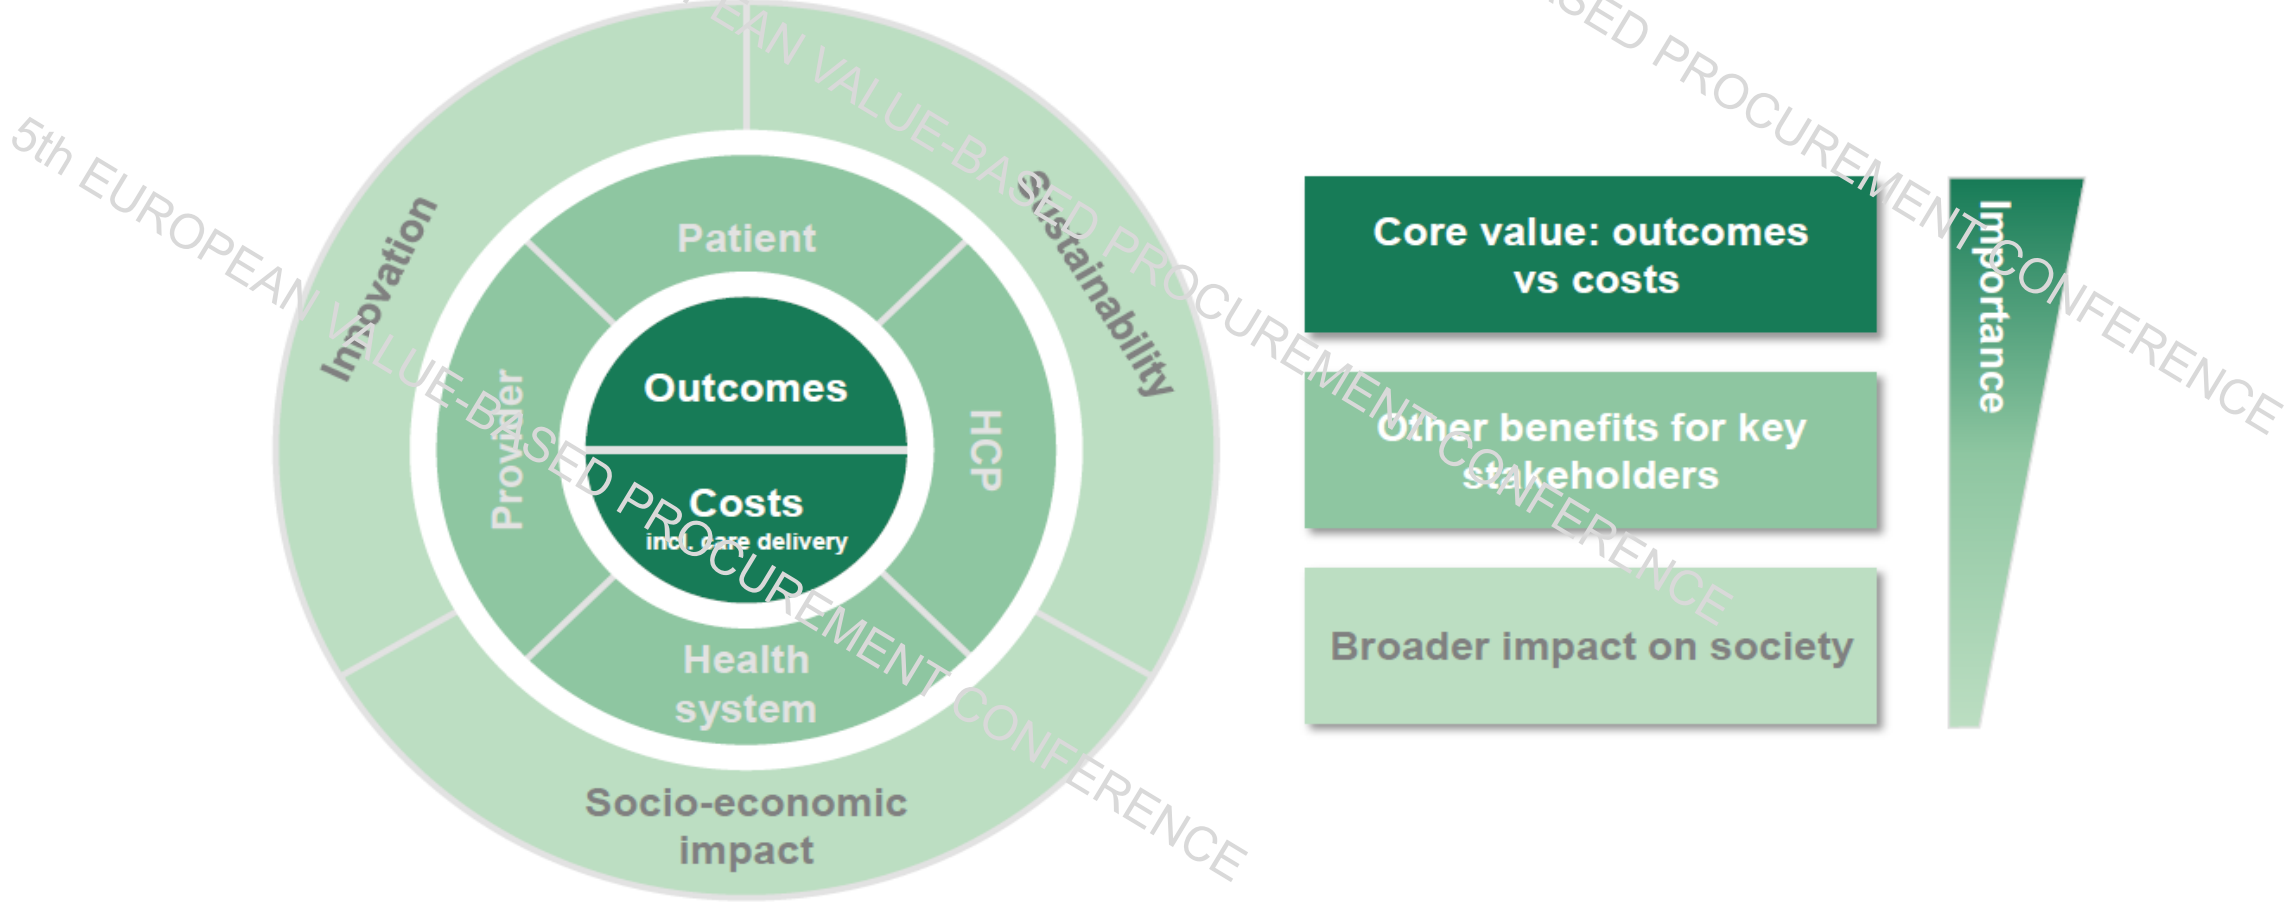 5th EUROPEAN VALUE-BASED PROCUREMENT CONFERENCE
EAN VALUE-BASED PROCUREMENT CONFERENCE
ASED PROCUREMENT CONFERENCE
Innovation
Sustainability
Patient
Provider
HCP
Outcomes
Costs
incl. care delivery
Health
system
Socio-economic
impact
Core value: outcomes
vs costs
Other benefits for key
stakeholders
Broader impact on society
Importance